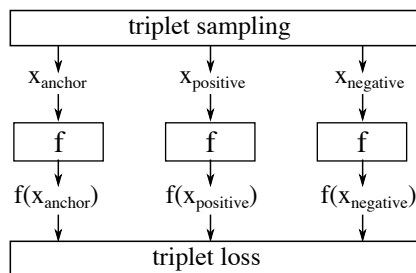 triplet sampling
x_anchor x_positive x_negative
f f f
f(x_anchor) f(x_positive) f(x_negative)
triplet loss